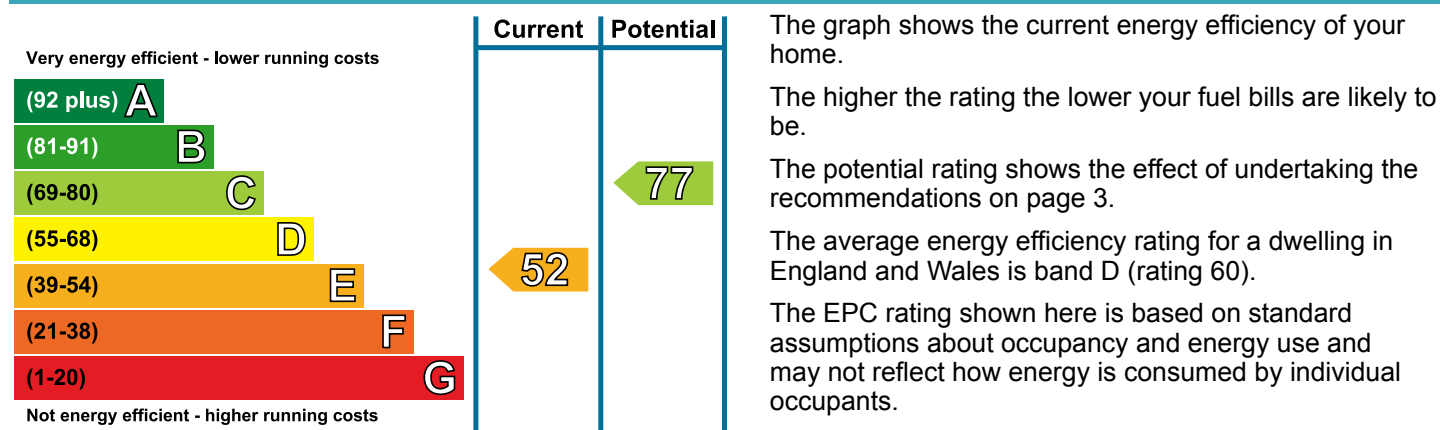 Current Potential
Very energy efficient - lower running costs
(92 plus) A
(81-91) B
(69-80) C
77
(55-68) D
52
(39-54) E
(21-38) F
(1-20) G
Not energy efficient - higher running costs
The graph shows the current energy efficiency of your
home.
The higher the rating the lower your fuel bills are likely to
be.
The potential rating shows the effect of undertaking the
recommendations on page 3.
The average energy efficiency rating for a dwelling in
England and Wales is band D (rating 60).
The EPC rating shown here is based on standard
assumptions about occupancy and energy use and
may not reflect how energy is consumed by individual
occupants.